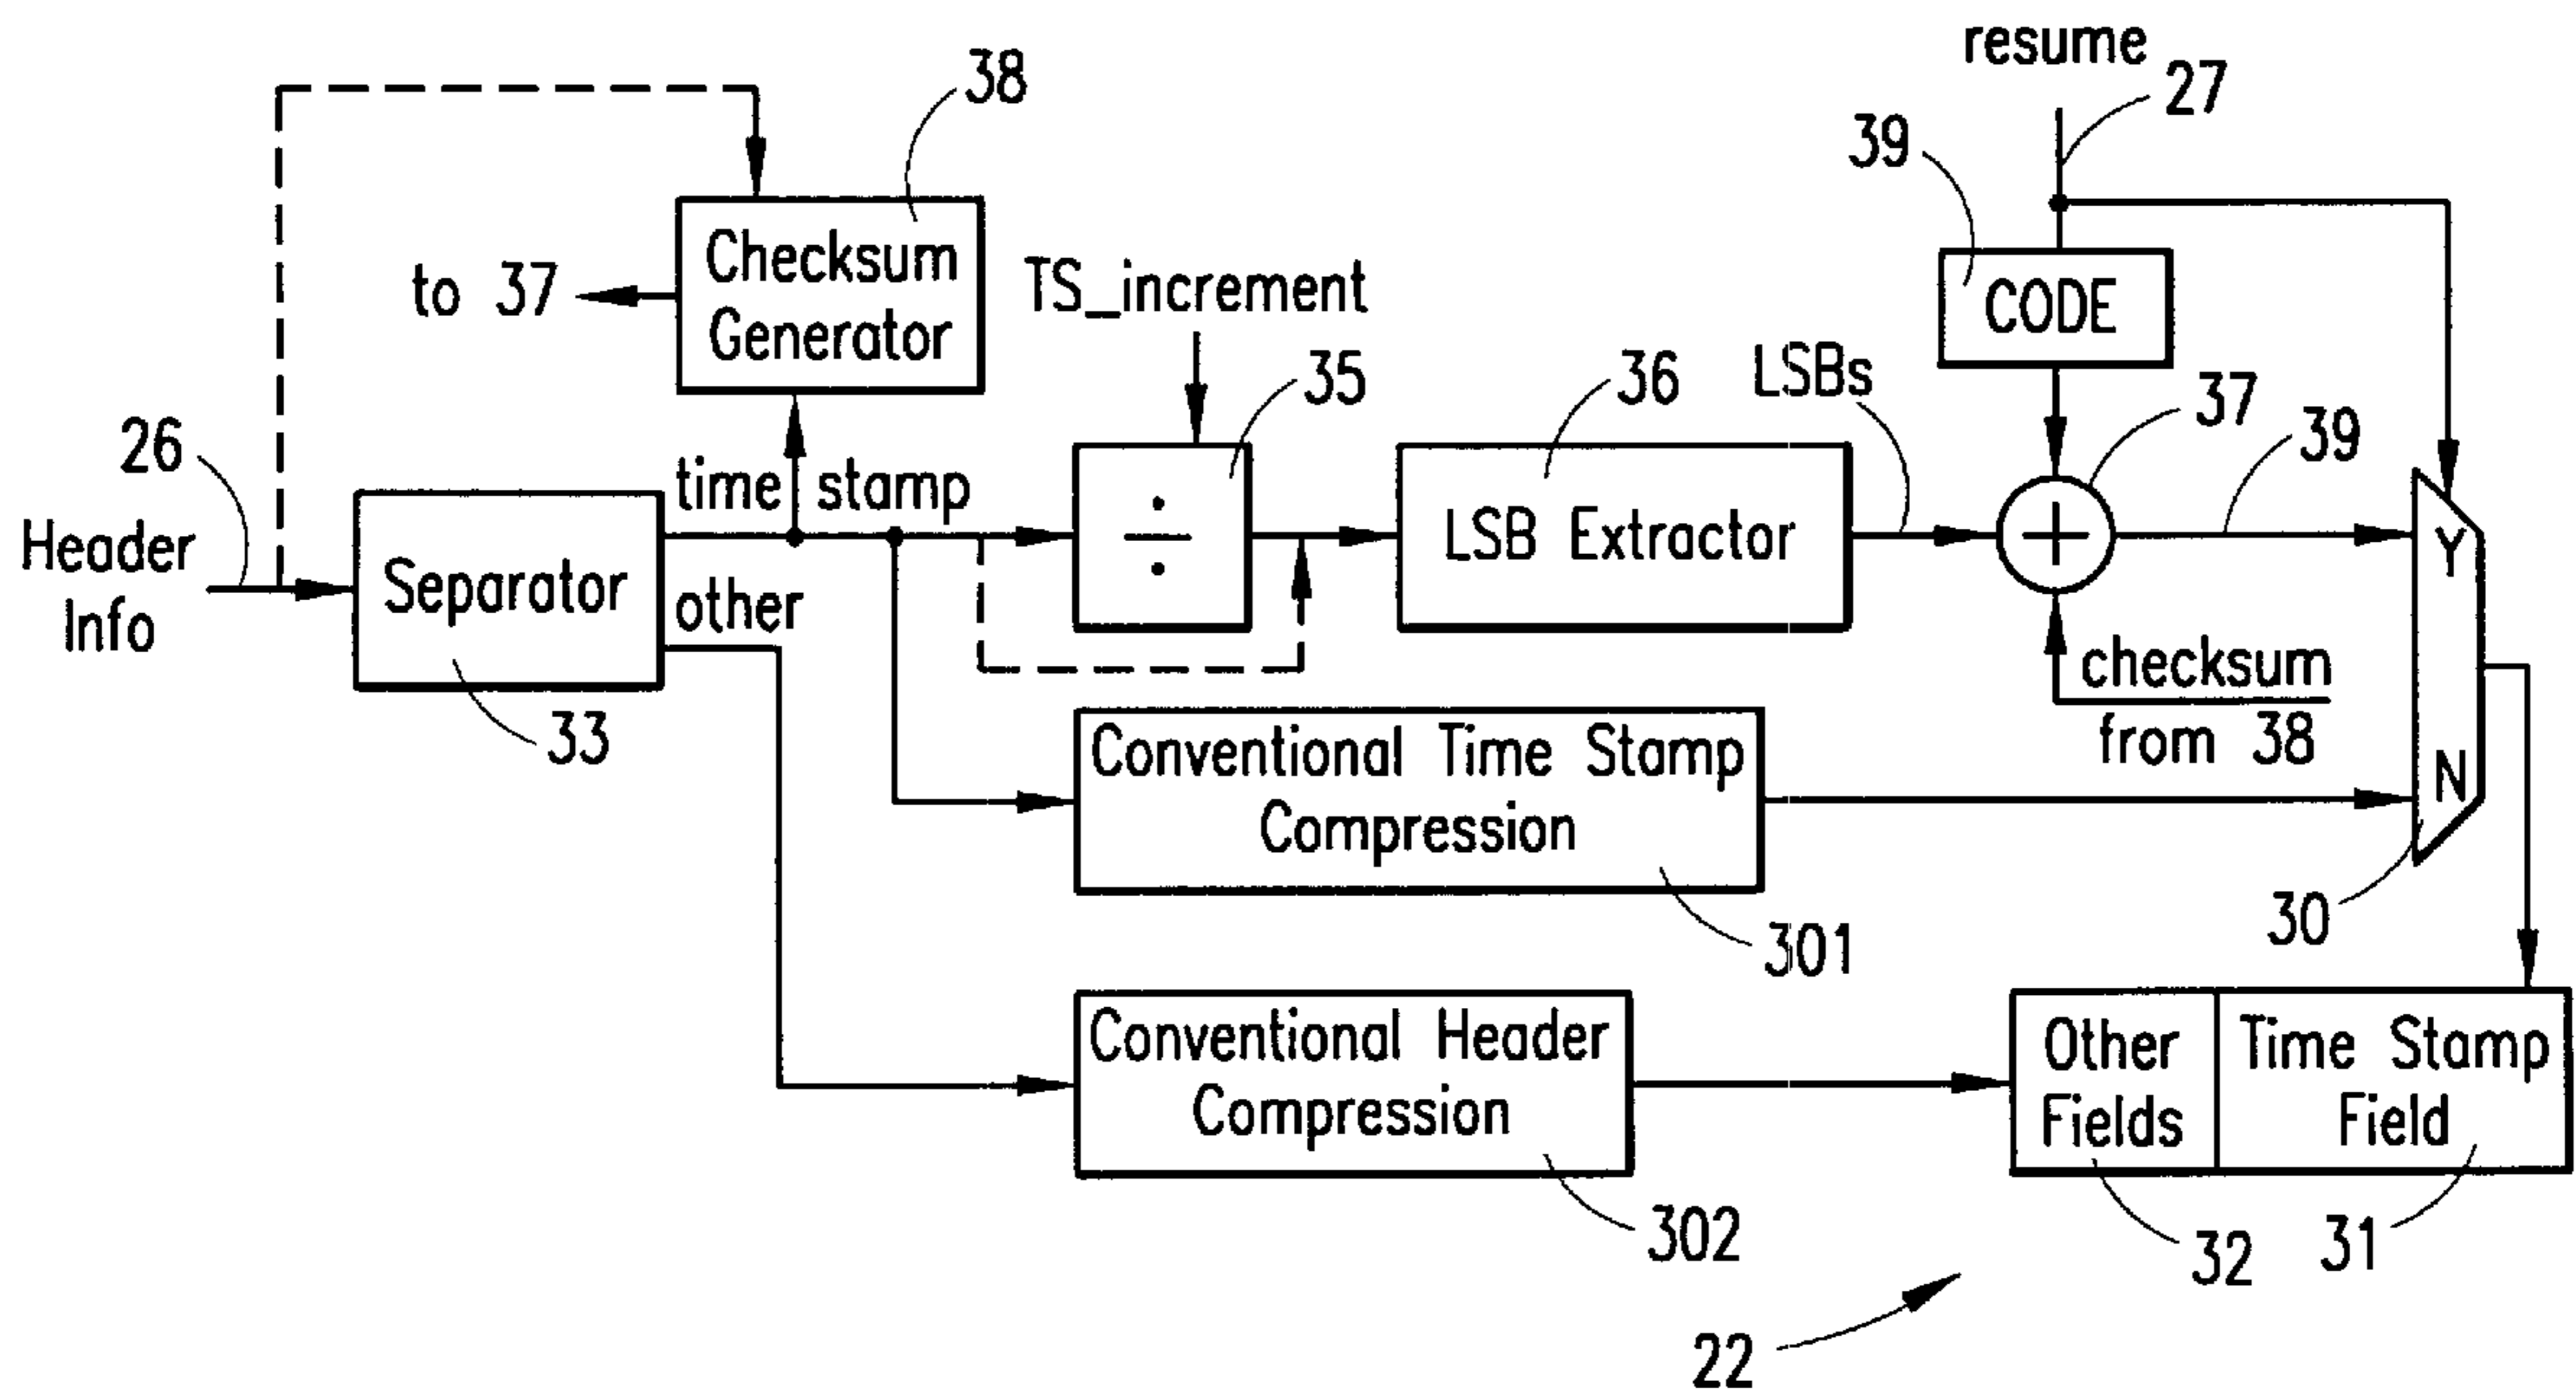 resume
27
38
39
Checksum
Generator
to 37
TS_increment
CODE
35
36
LSBs
37
39
26
Header
Info
Separator
time stamp
other
÷
LSB Extractor
+
Y
checksum
from 38
N
33
Conventional Time Stamp
Compression
301
30
Conventional Header
Compression
302
Other
Fields
Time Stamp
Field
32
31
22